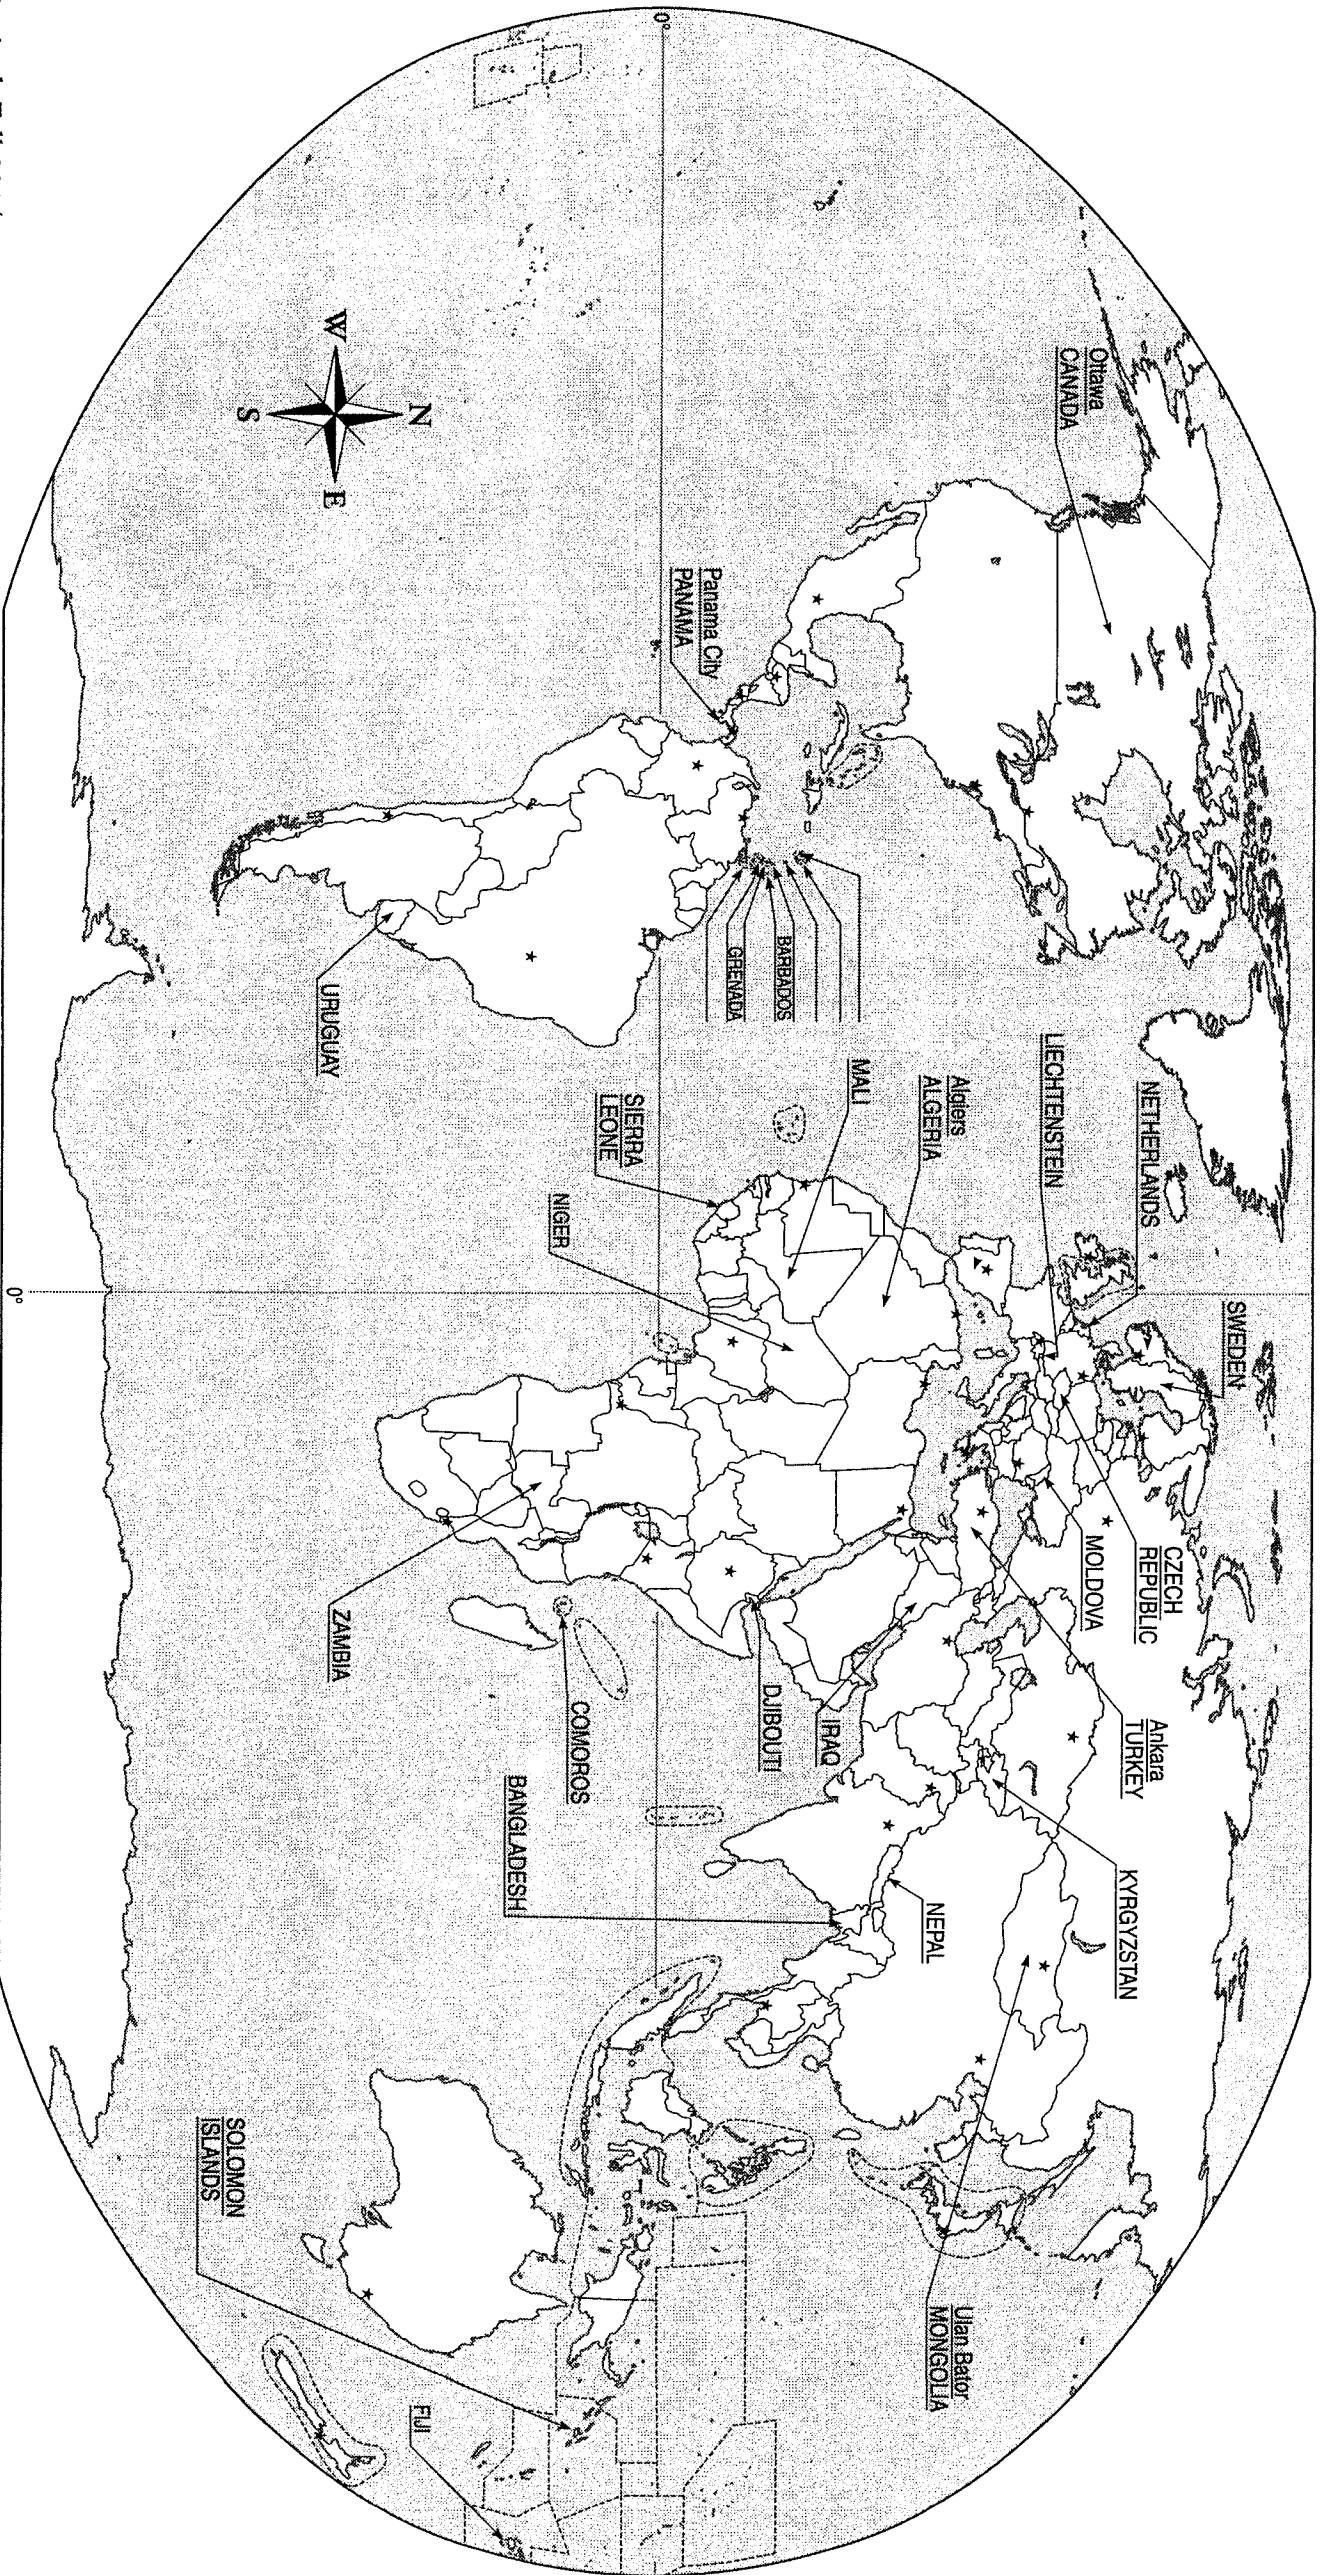 0°
W
N
S
E
Ottawa
CANADA
Panama City
PANAMA
BARBADOS
GRENADA
URUGUAY
NETHERLANDS
LIECHTENSTEIN
Algiers
ALGERIA
MALI
SIERRA
LEONE
NIGER
0°
SWEDEN
CZECH
REPUBLIC
MOLDOVA
Ankara
TURKEY
IRAQ
DJIBOUTI
COMOROS
ZAMBIA
KYRGYZSTAN
NEPAL
BANGLADESH
Ulan Bator
MONGOLIA
SOLOMON
ISLANDS
FIJI